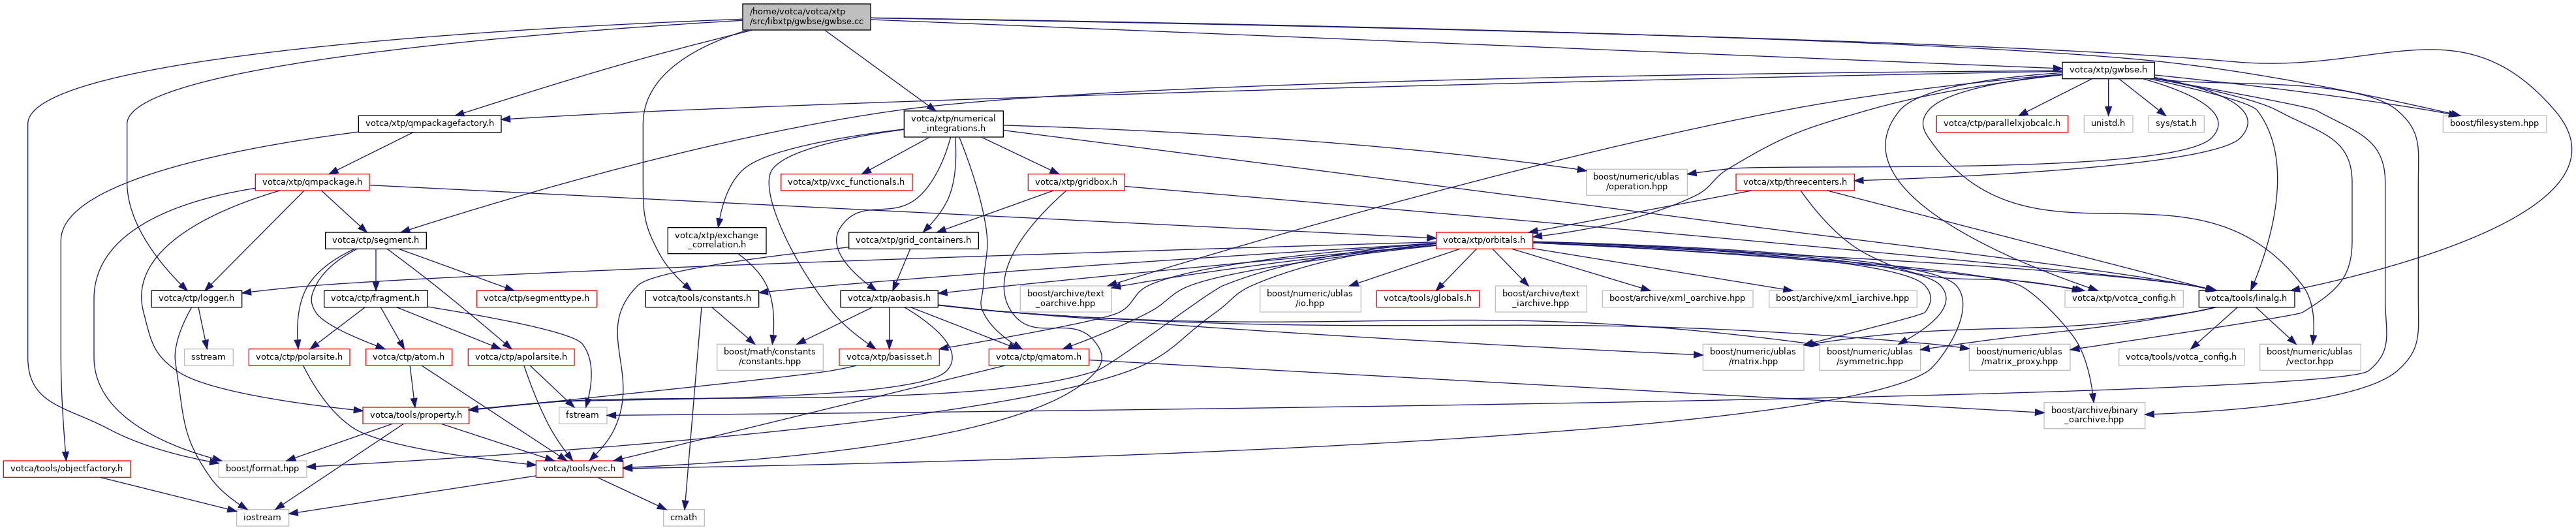 /home/votca/votca/xtp
/src/libxtp/gwbse/gwbse.cc
votca/xtp/gwbse.h
votca/xtp/qmpackagefactory.h
votca/xtp/numerical
_integrations.h
votca/ctp/parallelxjobcalc.h
unistd.h
sys/stat.h
boost/filesystem.hpp
votca/xtp/qmpackage.h
votca/xtp/vxc_functionals.h
votca/xtp/gridbox.h
boost/numeric/ublas
/operation.hpp
votca/xtp/threecenters.h
votca/ctp/segment.h
votca/xtp/exchange
_correlation.h
votca/xtp/grid_containers.h
votca/xtp/orbitals.h
votca/ctp/logger.h
votca/ctp/fragment.h
votca/ctp/segmenttype.h
votca/tools/constants.h
votca/xtp/aobasis.h
boost/archive/text
_oarchive.hpp
boost/numeric/ublas
/io.hpp
votca/tools/globals.h
boost/archive/text
_iarchive.hpp
boost/archive/xml_oarchive.hpp
boost/archive/xml_iarchive.hpp
votca/xtp/votca_config.h
votca/tools/linalg.h
sstream
votca/ctp/polarsite.h
votca/ctp/atom.h
votca/ctp/apolarsite.h
boost/math/constants
/constants.hpp
votca/xtp/basisset.h
votca/ctp/qmatom.h
boost/numeric/ublas
/matrix.hpp
boost/numeric/ublas
/symmetric.hpp
boost/numeric/ublas
/matrix_proxy.hpp
votca/tools/votca_config.h
boost/numeric/ublas
/vector.hpp
votca/tools/property.h
fstream
boost/archive/binary
_oarchive.hpp
votca/tools/objectfactory.h
boost/format.hpp
votca/tools/vec.h
iostream
cmath